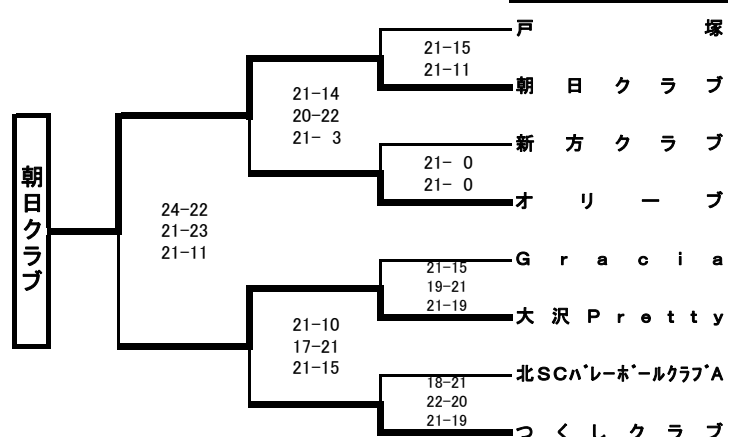 戸塚
21-15
21-11
朝日クラブ
21-14
20-22
21- 3
新方クラブ
21- 0
21- 0
オリーブ
朝日クラブ
24-22
21-23
21-11
Gracia
21-15
19-21
21-19
大沢Pretty
21-10
17-21
21-15
北SCﾊﾞﾚｰﾎﾞｰﾙｸﾗﾌﾞA
18-21
22-20
21-19
つくしクラブ